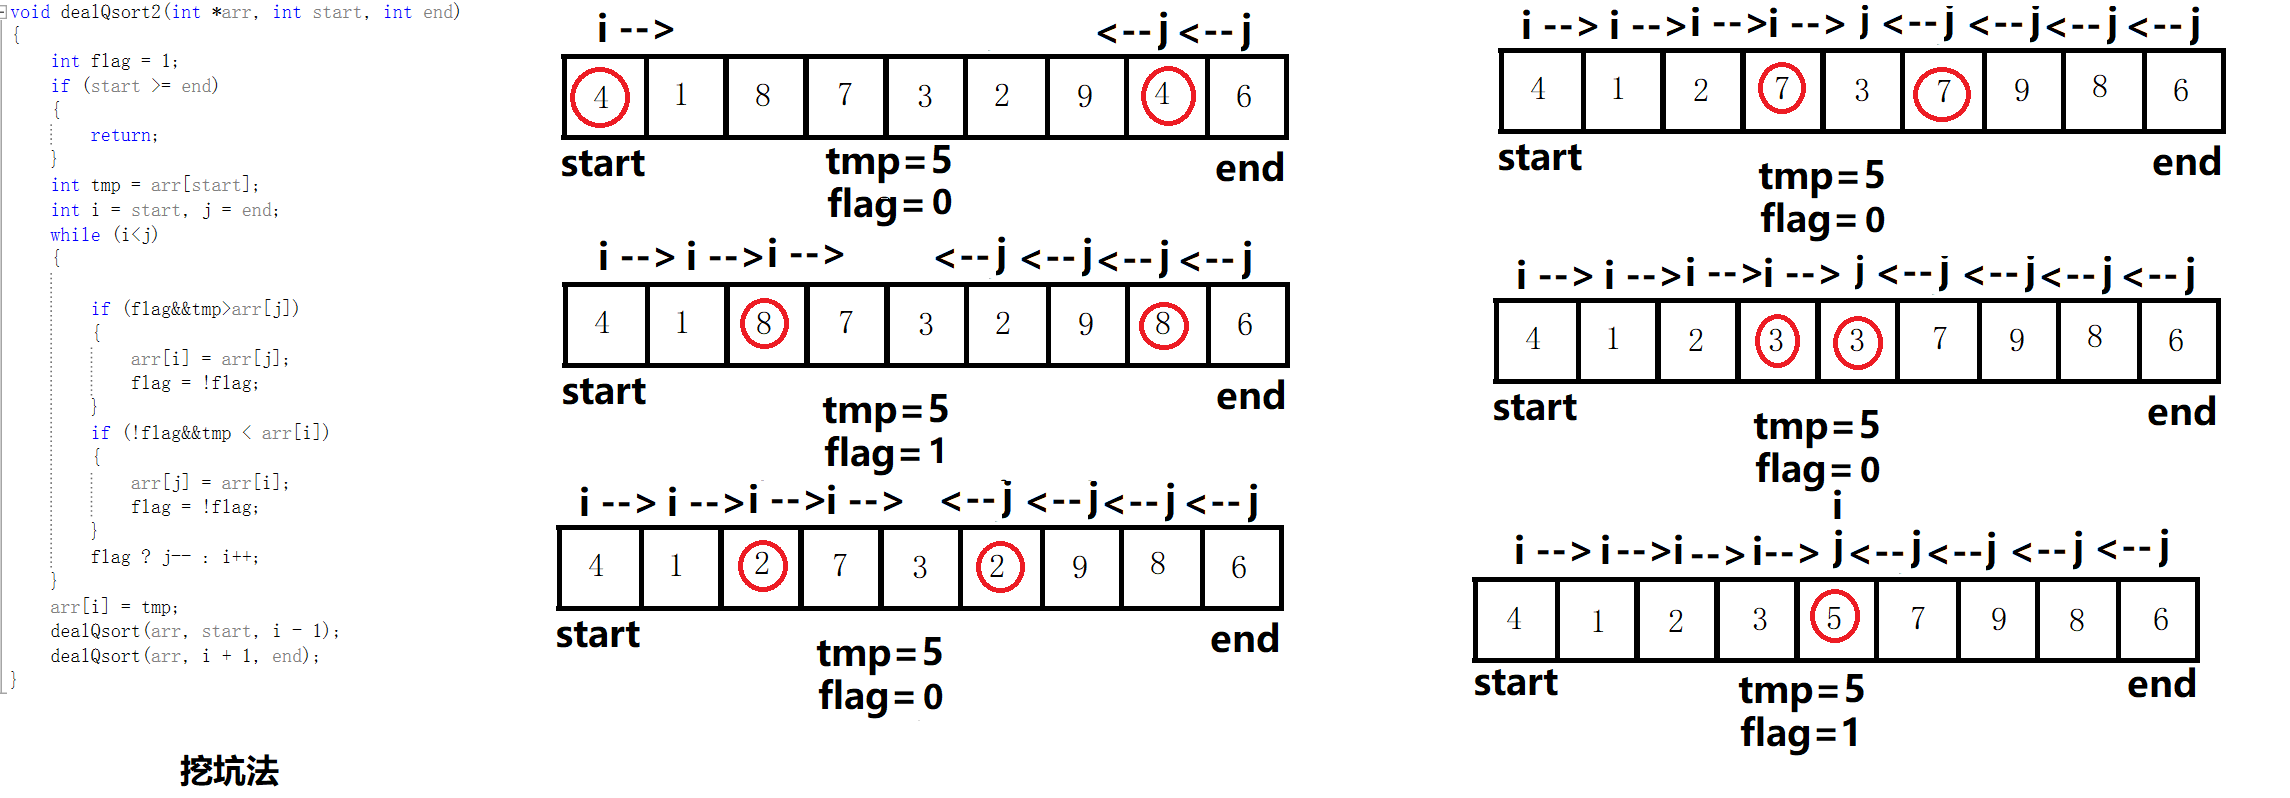 void dealQsort2(int *arr, int start, int end)
{
int flag = 1;
if (start >= end)
{
return;
}
int tmp = arr[start];
int i = start, j = end;
while (i<j)
{
if (flag&&tmp>arr[j])
{
arr[i] = arr[j];
flag = !flag;
}
if (!flag&&tmp < arr[i])
{
arr[j] = arr[i];
flag = !flag;
}
flag ? j-- : i++;
}
arr[i] = tmp;
dealQsort(arr, start, i - 1);
dealQsort(arr, i + 1, end);
}
挖坑法
i --> <--j <--j
4 1 8 7 3 2 9 4 6
start end
tmp=5
flag=0
i --> i -->i --> <--j <--j<--j <--j
4 1 8 7 3 2 9 8 6
start end
tmp=5
flag=1
i --> i -->i -->i --> <--j <--j<--j <--j
4 1 2 7 3 2 9 8 6
start end
tmp=5
flag=0
i --> i -->i -->i --> j <--j <--j<--j <--j
4 1 2 7 3 7 9 8 6
start end
tmp=5
flag=0
i --> i -->i -->i --> j <--j <--j<--j <--j
4 1 2 3 3 7 9 8 6
start end
tmp=5
flag=0
i
i --> i-->i -->i--> j<--j<--j <--j <--j
4 1 2 3 5 7 9 8 6
start end
tmp=5
flag=1